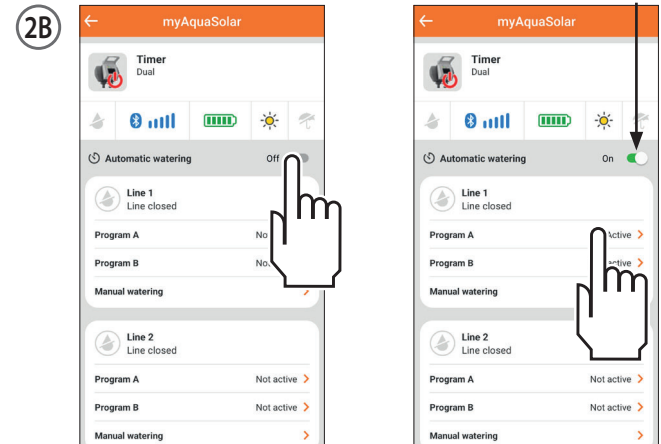 2B
myAquaSolar
Timer
Dual
Automatic watering Off
Line 1
Line closed
Program A
Program B
Manual watering
Line 2
Line closed
Program A Not active
Program B Not active
Manual watering
myAquaSolar
Timer
Dual
Automatic watering On
Line 1
Line closed
Program A
Program B
Manual watering
Line 2
Line closed
Program A Not active
Program B Not active
Manual watering